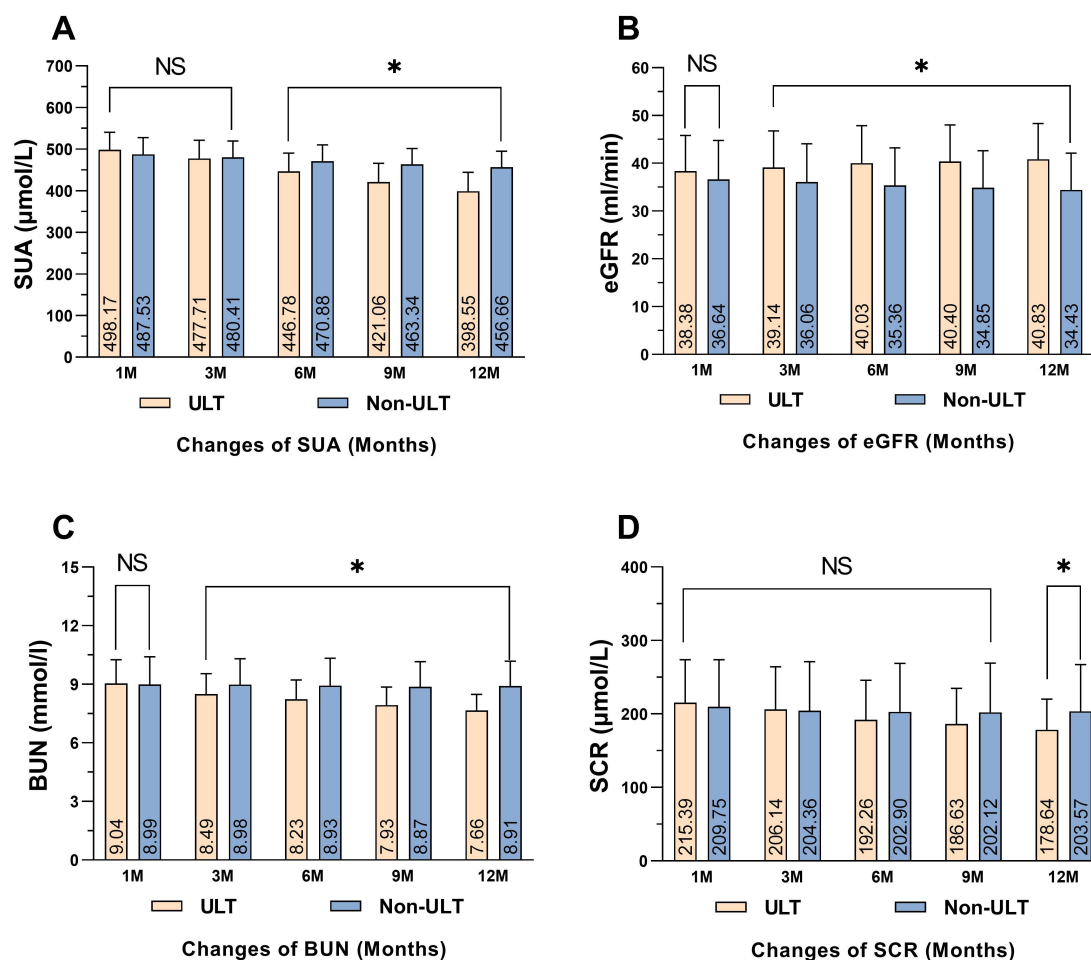 A
NS
*
SUA (µmol/L)
700
600
500
400
300
200
100
0
498.17
487.53
477.71
480.41
446.78
470.88
421.06
463.34
398.55
456.66
1M
3M
6M
9M
12M
ULT
Non-ULT
Changes of SUA (Months)
B
NS
*
eGFR (ml/min)
60
50
40
30
20
10
0
38.38
36.64
39.14
36.06
40.03
35.36
40.40
34.85
40.83
34.43
1M
3M
6M
9M
12M
ULT
Non-ULT
Changes of eGFR (Months)
C
NS
*
BUN (mmol/l)
15
12
9
6
3
0
9.04
8.99
8.49
8.98
8.23
8.93
7.93
8.87
7.66
8.91
1M
3M
6M
9M
12M
ULT
Non-ULT
Changes of BUN (Months)
D
NS
*
SCR (µmol/L)
400
300
200
100
0
215.39
209.75
206.14
204.36
192.26
202.90
186.63
202.12
178.64
203.57
1M
3M
6M
9M
12M
ULT
Non-ULT
Changes of SCR (Months)